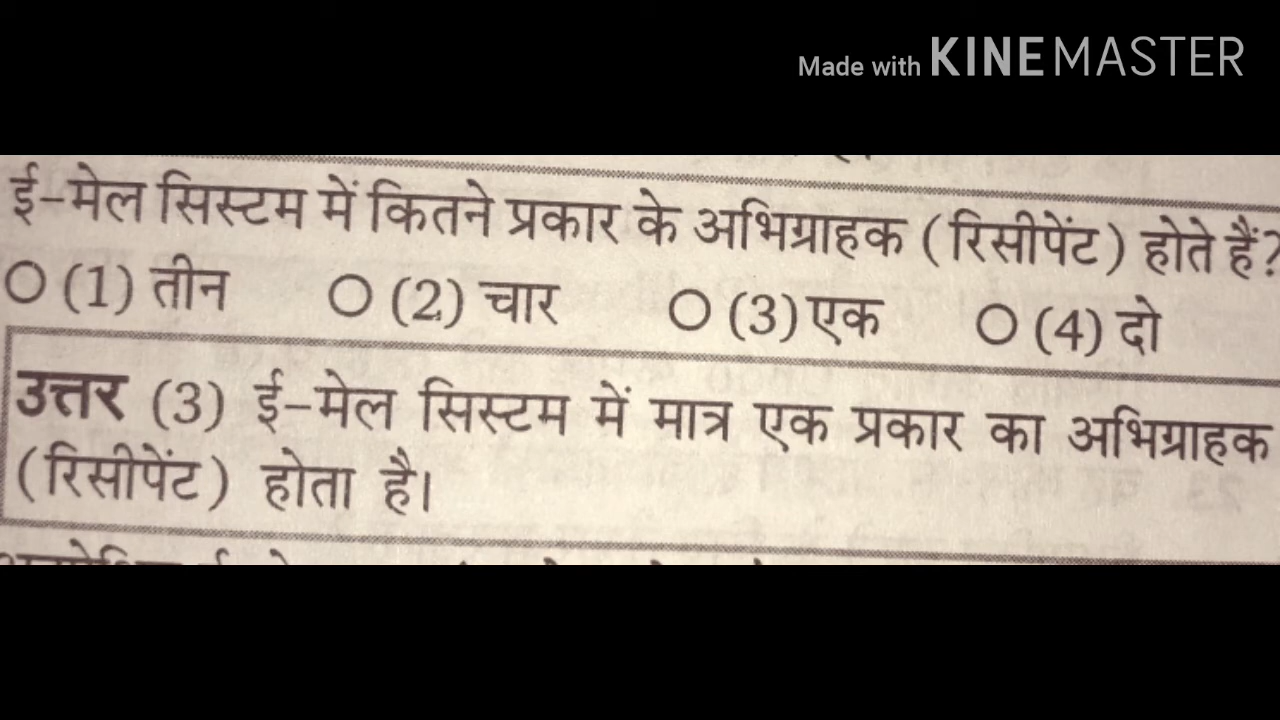 Made with KINEMASTER
ई-मेल सिस्टम में कितने प्रकार के अभिग्राहक (रिसीपेंट) होते हैं?
(1) तीन (2) चार (3) एक (4) दो
उत्तर (3) ई-मेल सिस्टम में मात्र एक प्रकार का अभिग्राहक
(रिसीपेंट) होता है।